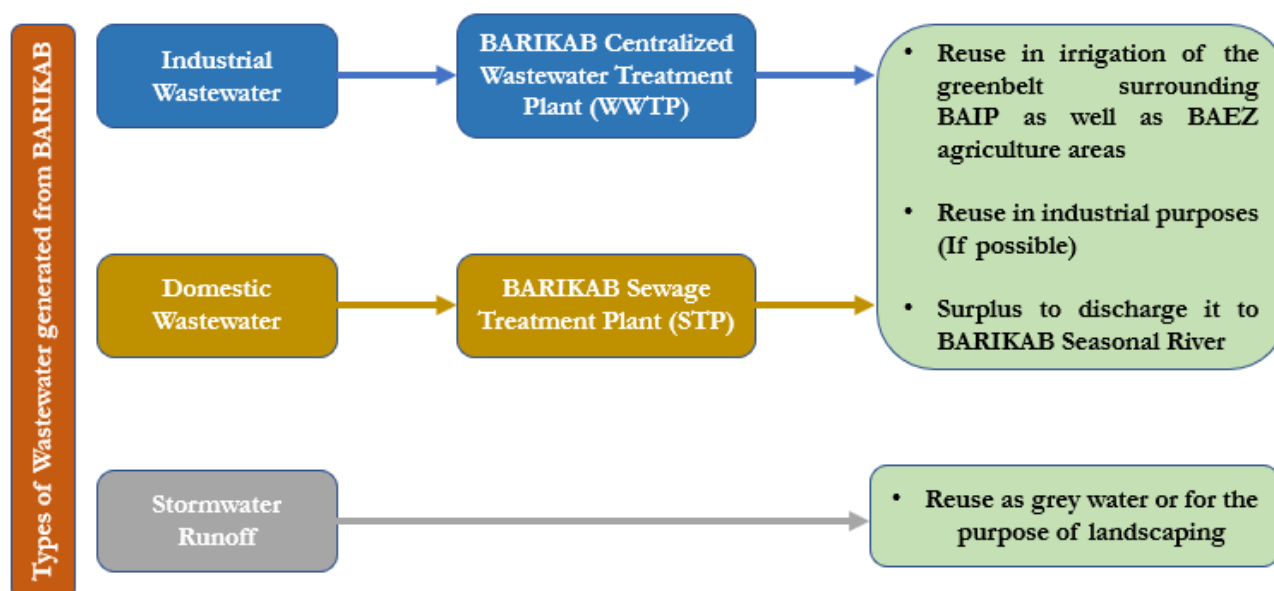 Types of Wastewater generated from BARIKAB
Industrial
Wastewater
BARIKAB Centralized
Wastewater Treatment
Plant (WWTP)
• Reuse in irrigation of the
greenbelt surrounding
BAIP as well as BAEZ
agriculture areas
• Reuse in industrial purposes
(If possible)
• Surplus to discharge it to
BARIKAB Seasonal River
Domestic
Wastewater
BARIKAB Sewage
Treatment Plant (STP)
Stormwater
Runoff
• Reuse as grey water or for the
purpose of landscaping